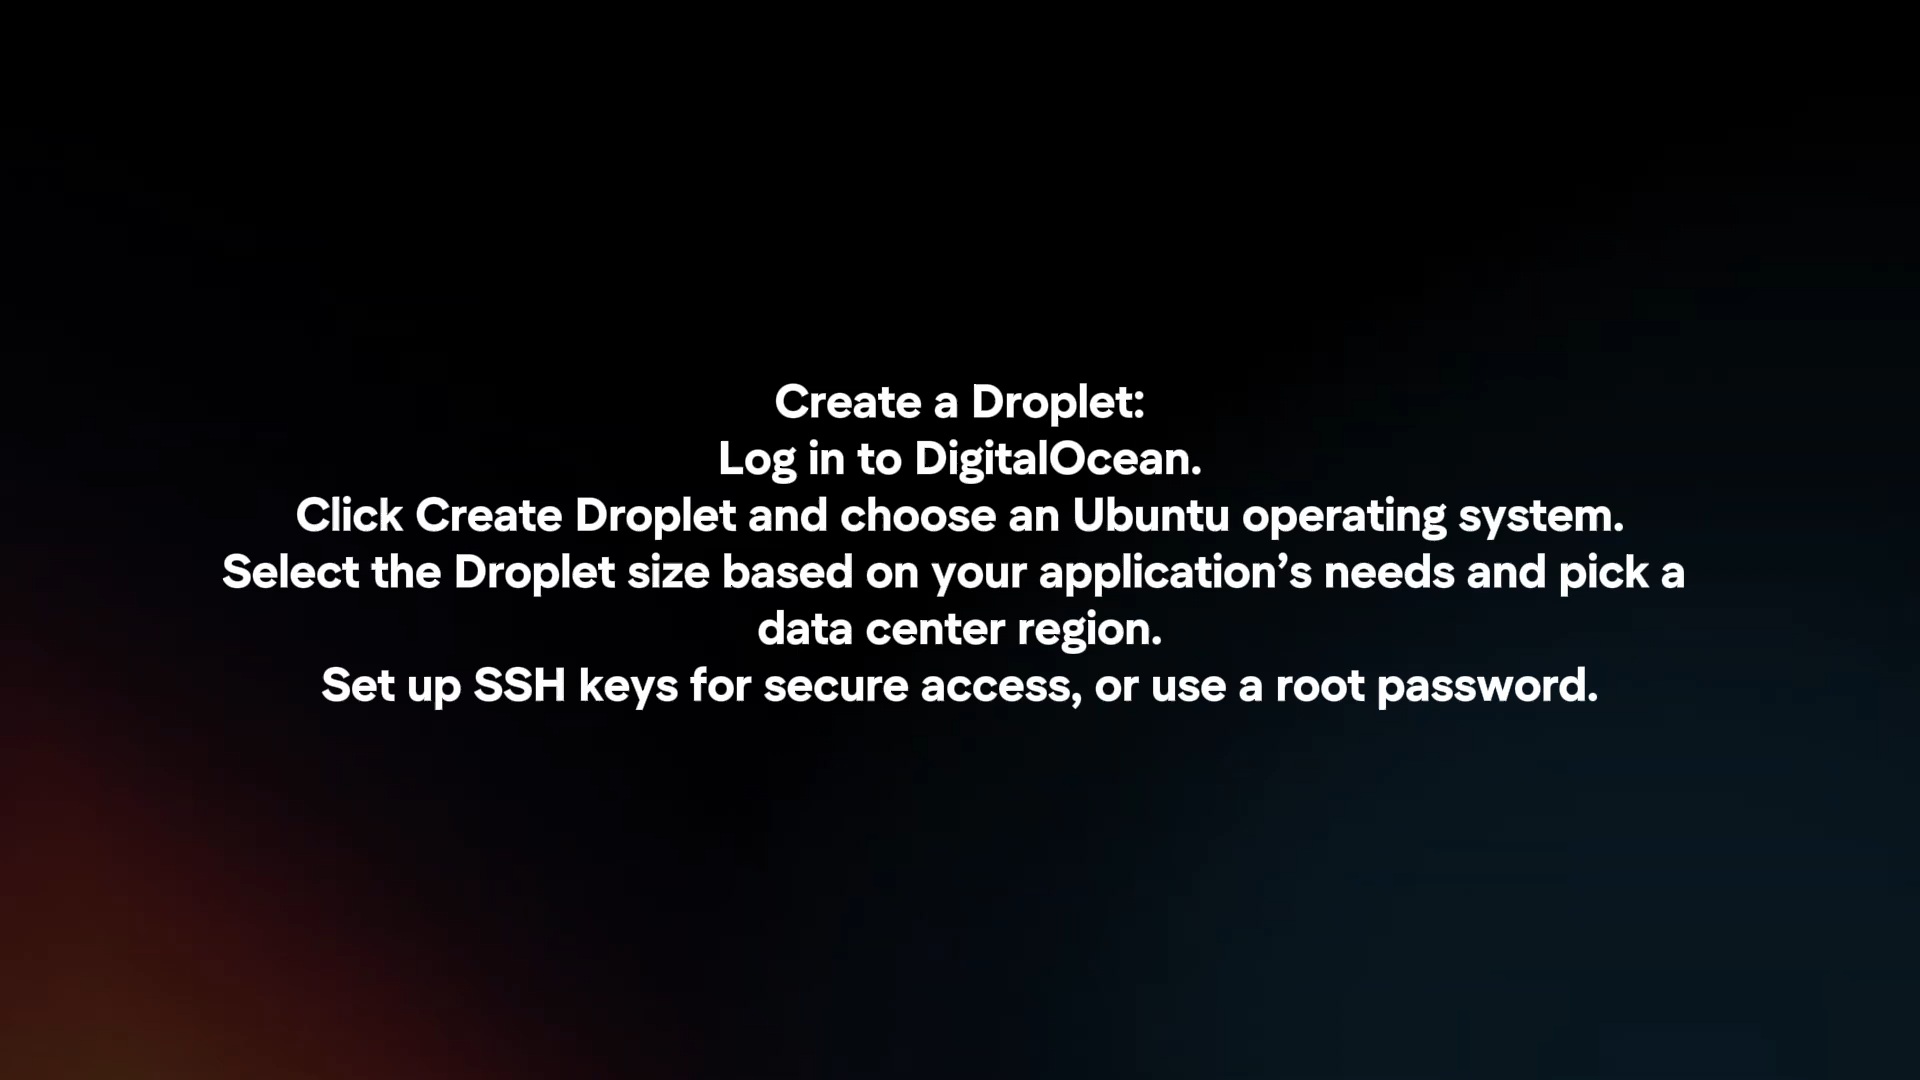 Create a Droplet:
Log in to DigitalOcean.
Click Create Droplet and choose an Ubuntu operating system.
Select the Droplet size based on your application’s needs and pick a
data center region.
Set up SSH keys for secure access, or use a root password.